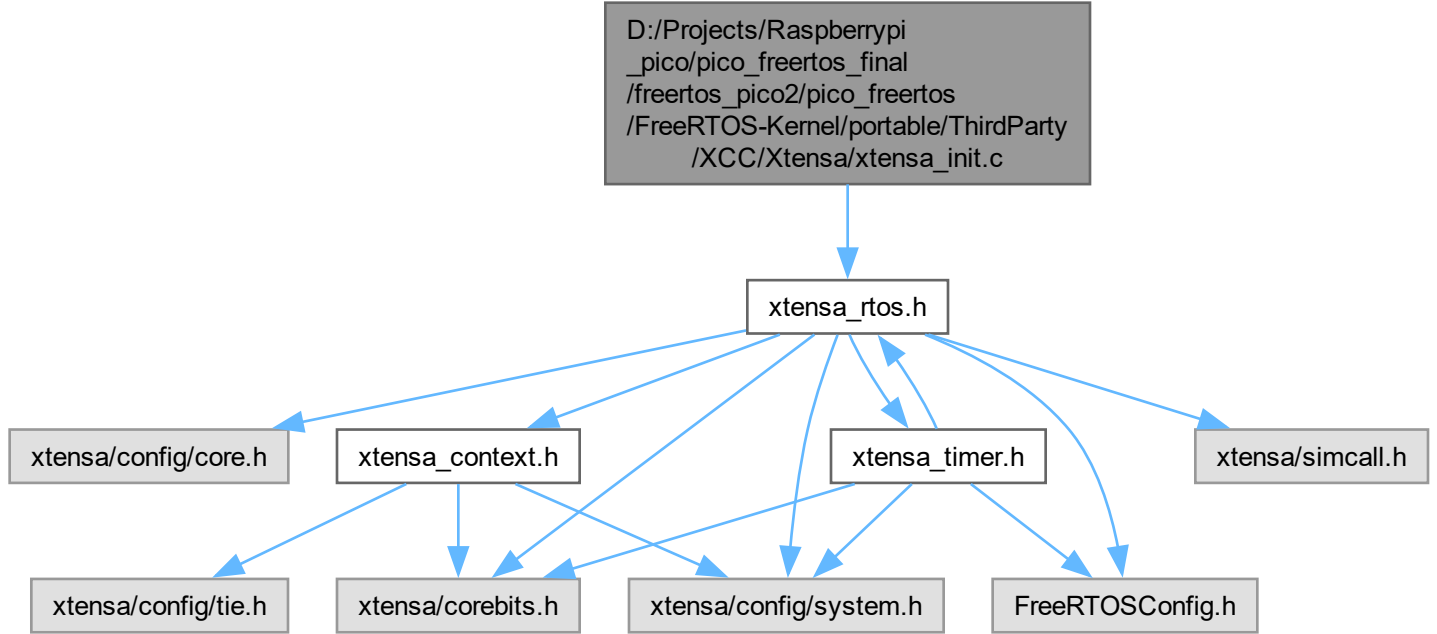 D:/Projects/Raspberrypi
_pico/pico_freertos_final
/freertos_pico2/pico_freertos
/FreeRTOS-Kernel/portable/ThirdParty
/XCC/Xtensa/xtensa_init.c
xtensa_rtos.h
xtensa/config/core.h
xtensa_context.h
xtensa_timer.h
xtensa/simcall.h
xtensa/config/tie.h
xtensa/corebits.h
xtensa/config/system.h
FreeRTOSConfig.h